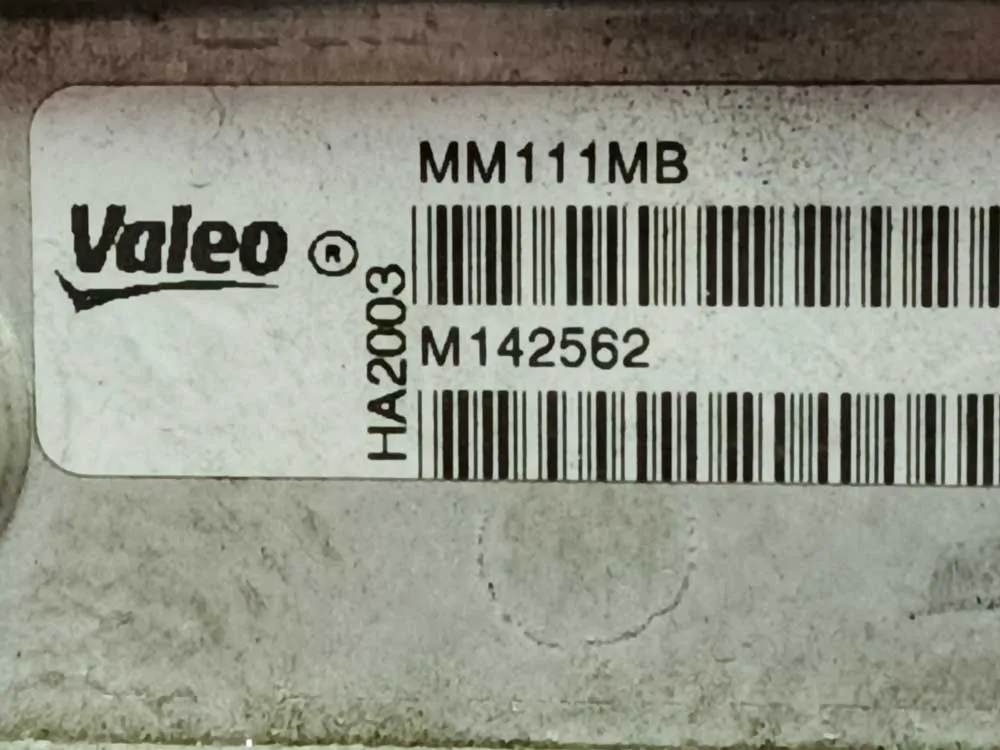 MM111MB
Valeo ®
HA2003
M142562